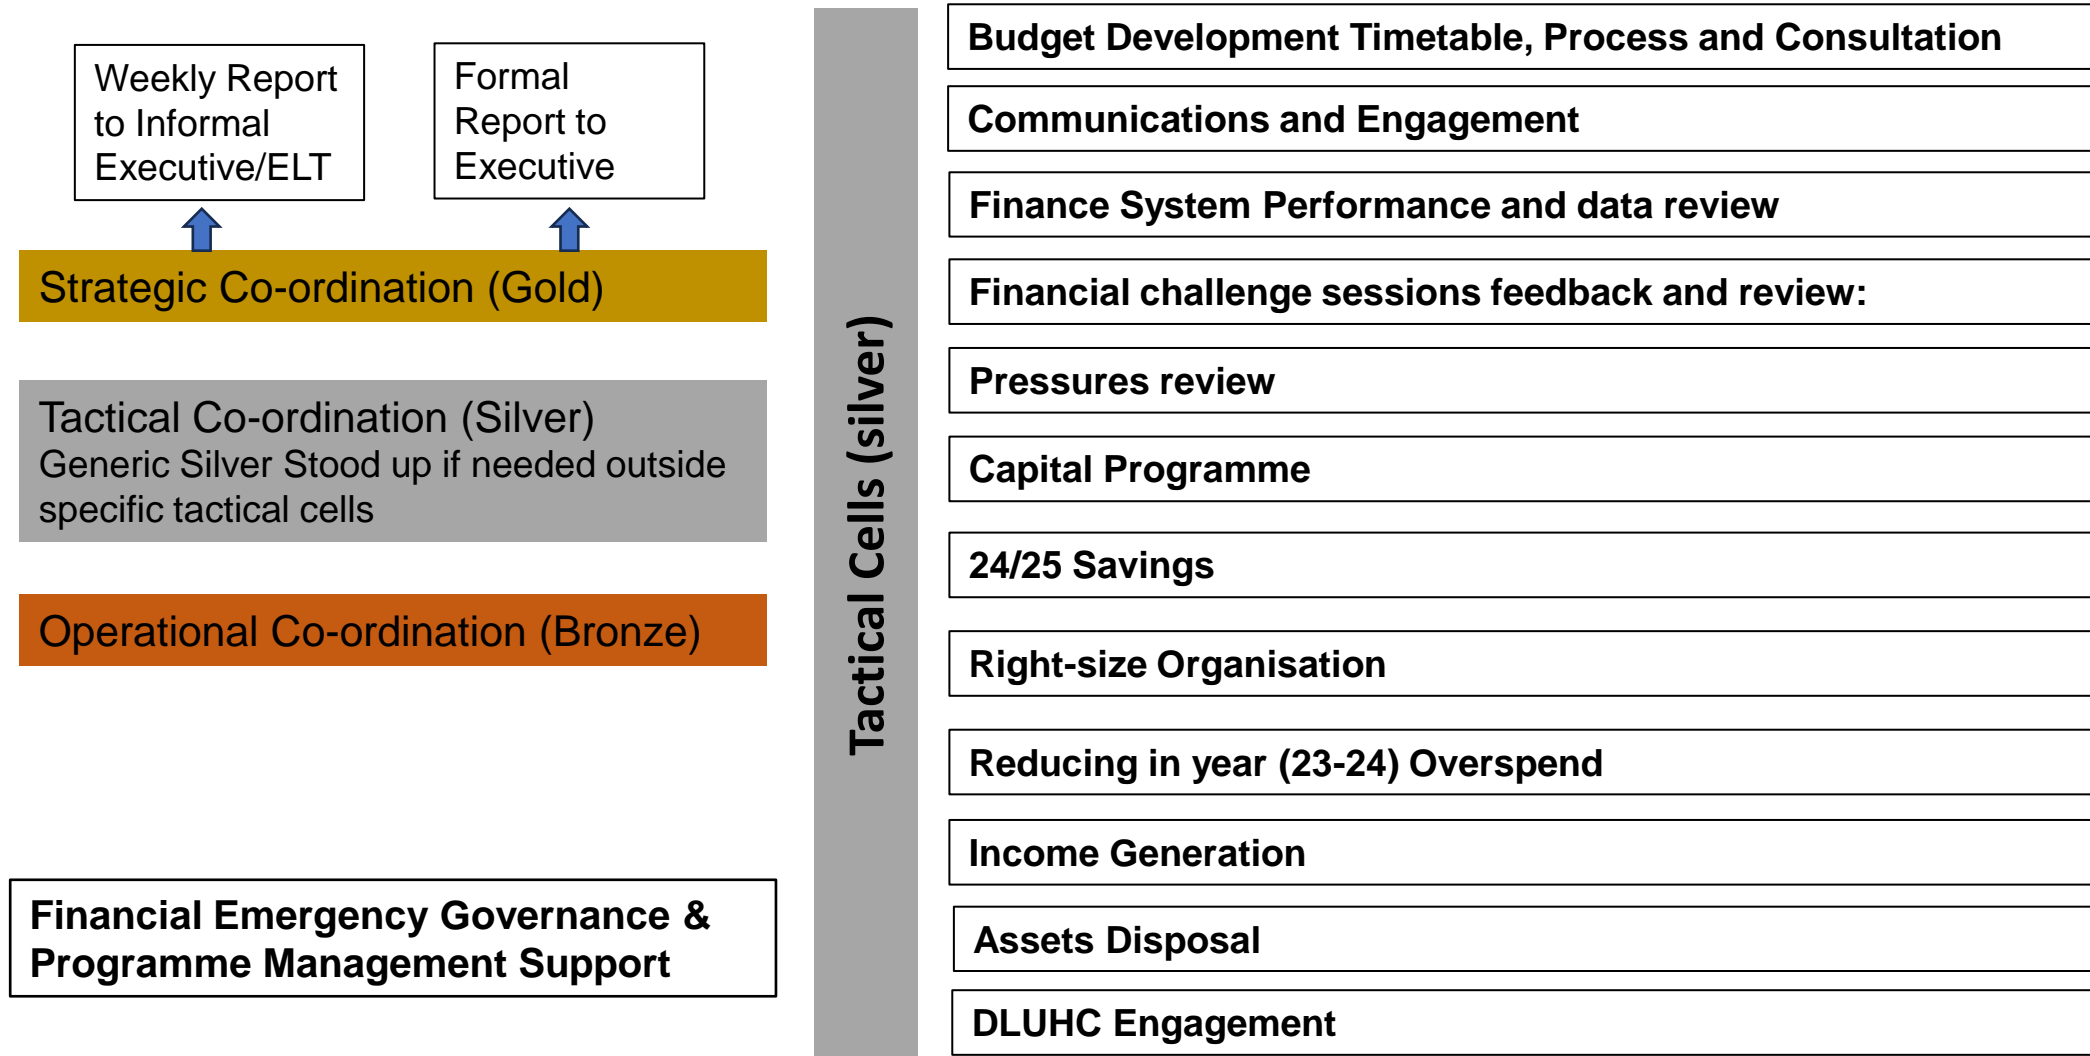 Weekly Report
to Informal
Executive/ELT
Formal
Report to
Executive
Strategic Co-ordination (Gold)
Tactical Co-ordination (Silver)
Generic Silver Stood up if needed outside
specific tactical cells
Operational Co-ordination (Bronze)
Financial Emergency Governance &
Programme Management Support
Tactical Cells (silver)
Budget Development Timetable, Process and Consultation
Communications and Engagement
Finance System Performance and data review
Financial challenge sessions feedback and review:
Pressures review
Capital Programme
24/25 Savings
Right-size Organisation
Reducing in year (23-24) Overspend
Income Generation
Assets Disposal
DLUHC Engagement